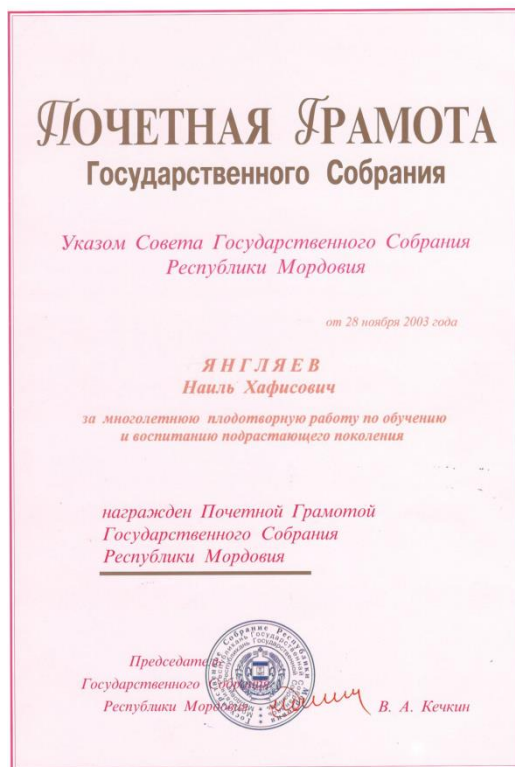 ПОЧЕТНАЯ ГРАМОТА
Государственного Собрания
Указом Совета Государственного Собрания
Республики Мордовия
от 28 ноября 2003 года
ЯНГЛЯЕВ
Наиль Хафисович
за многолетнюю плодотворную работу по обучению
и воспитанию подрастающего поколения
награжден Почетной Грамотой
Государственного Собрания
Республики Мордовия
Председатель
Государственного Собрания
Республики Мордовия В. А. Кечкин